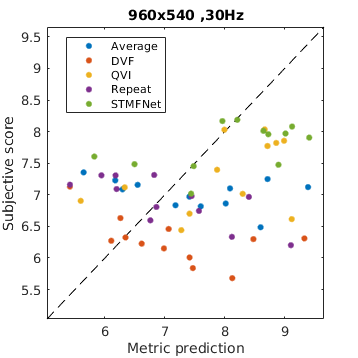 960x540 ,30Hz
Average
DVF
QVI
Repeat
STMFNet
Subjective score
9.5
9
8.5
8
7.5
7
6.5
6
5.5
6
7
8
9
Metric prediction